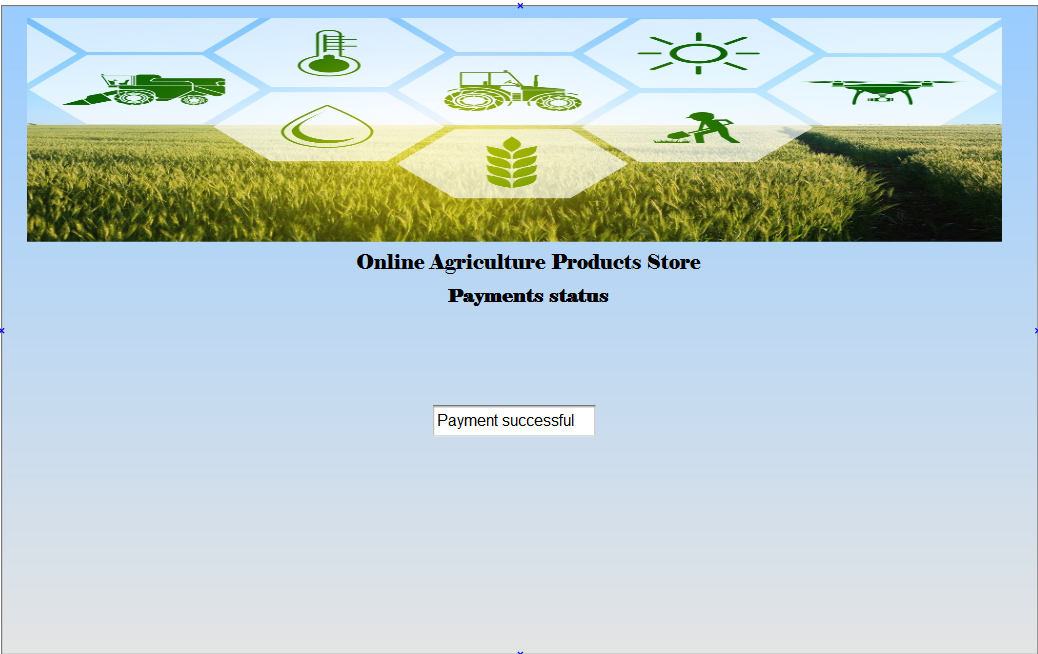 Online Agriculture Products Store
Payments status
Payment successful